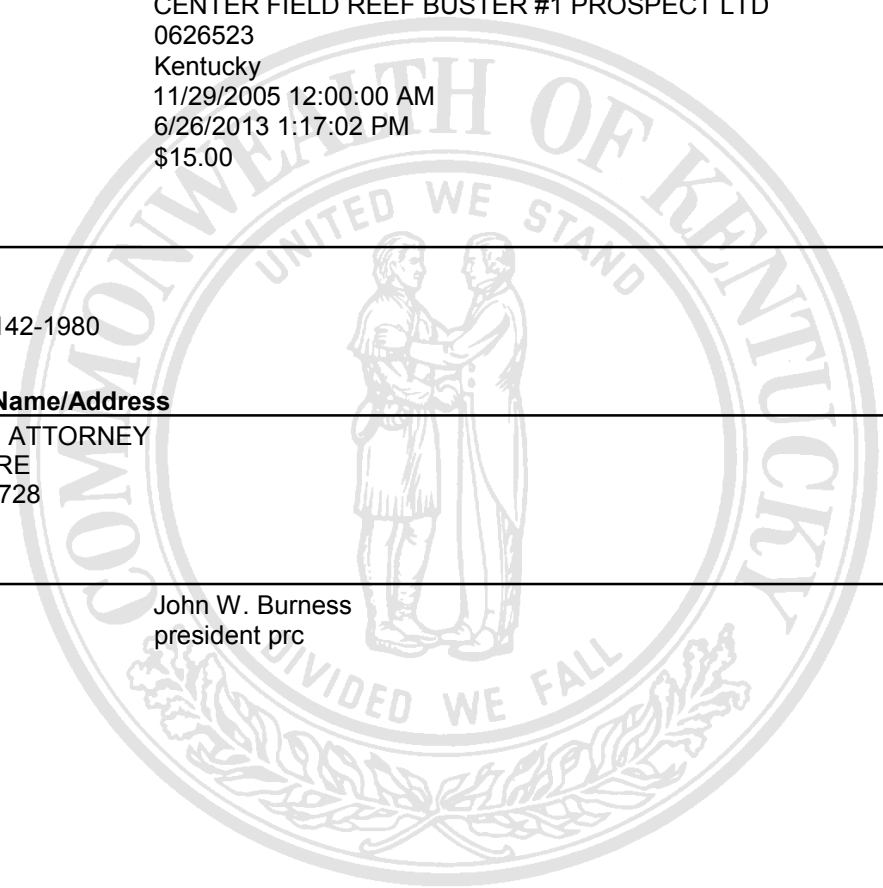 CENTER FIELD REEF BUSTER #1 PROSPECT LTD
0626523
Kentucky
11/29/2005 12:00:00 AM
6/26/2013 1:17:02 PM
$15.00
142-1980
Name/Address
ATTORNEY
RE
728
John W. Burness
president prc
COMMONWEALTH OF KENTUCKY
UNITED WE STAND
DIVIDED WE FALL